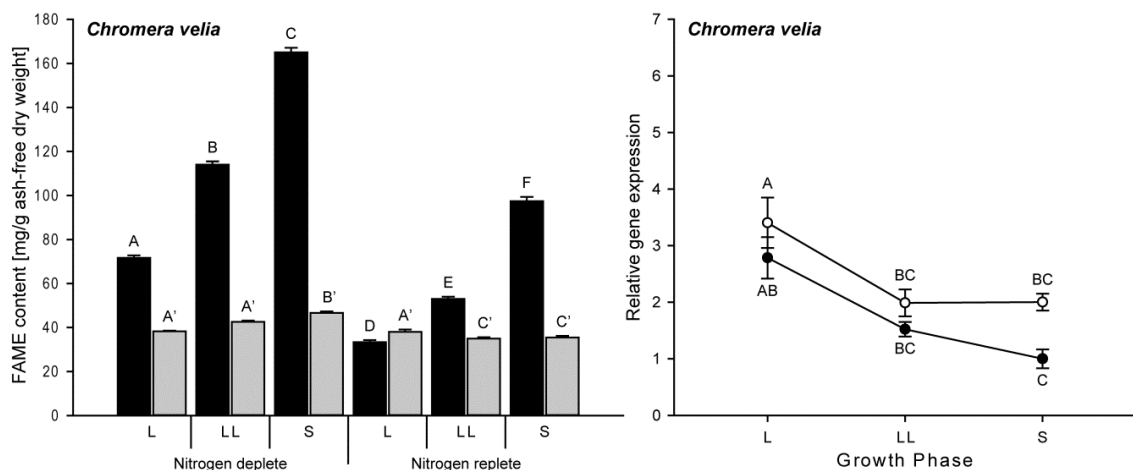 Chromera velia
FAME content [mg/g ash-free dry weight]
180
160
140
120
100
80
60
40
20
0
A
A'
B
A'
C
B'
D
A'
E
C'
F
C'
L
LL
S
L
LL
S
Nitrogen deplete
Nitrogen replete
Chromera velia
Relative gene expression
7
6
5
4
3
2
1
0
A
AB
BC
BC
BC
C
L
LL
S
Growth Phase